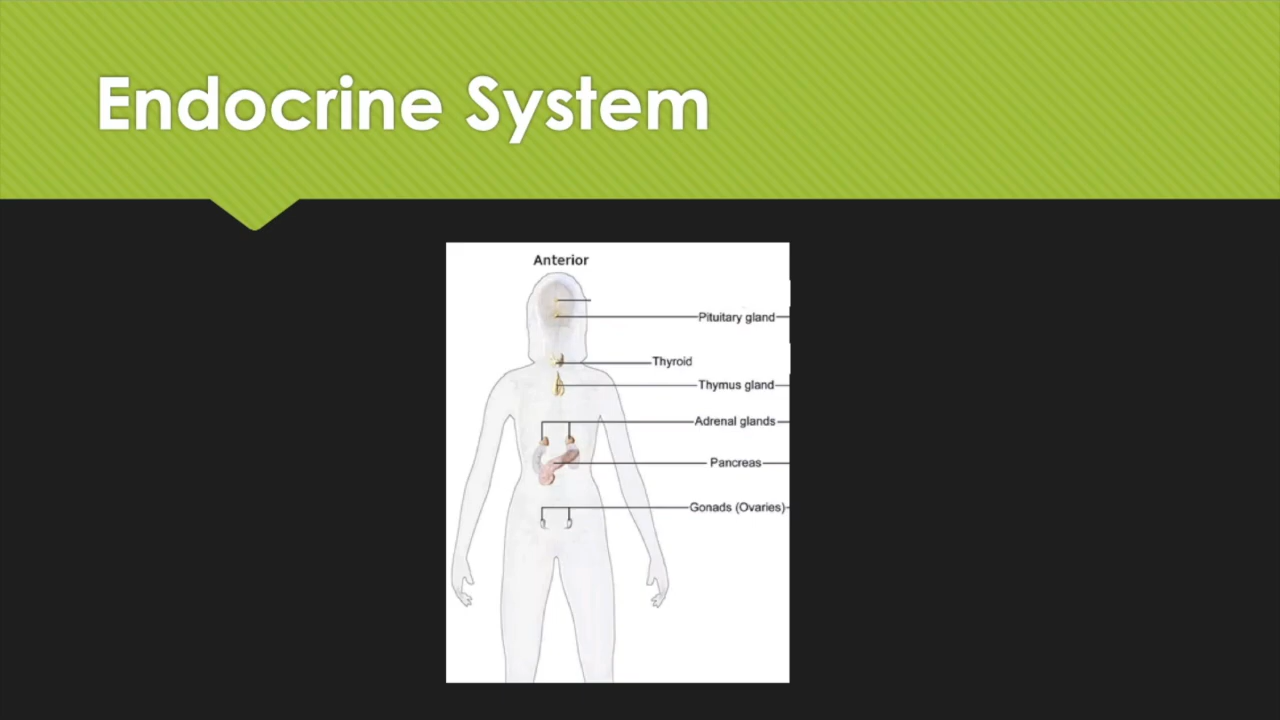 Endocrine System
Anterior
Pituitary gland
Thyroid
Thymus gland
Adrenal glands
Pancreas
Gonads (Ovaries)